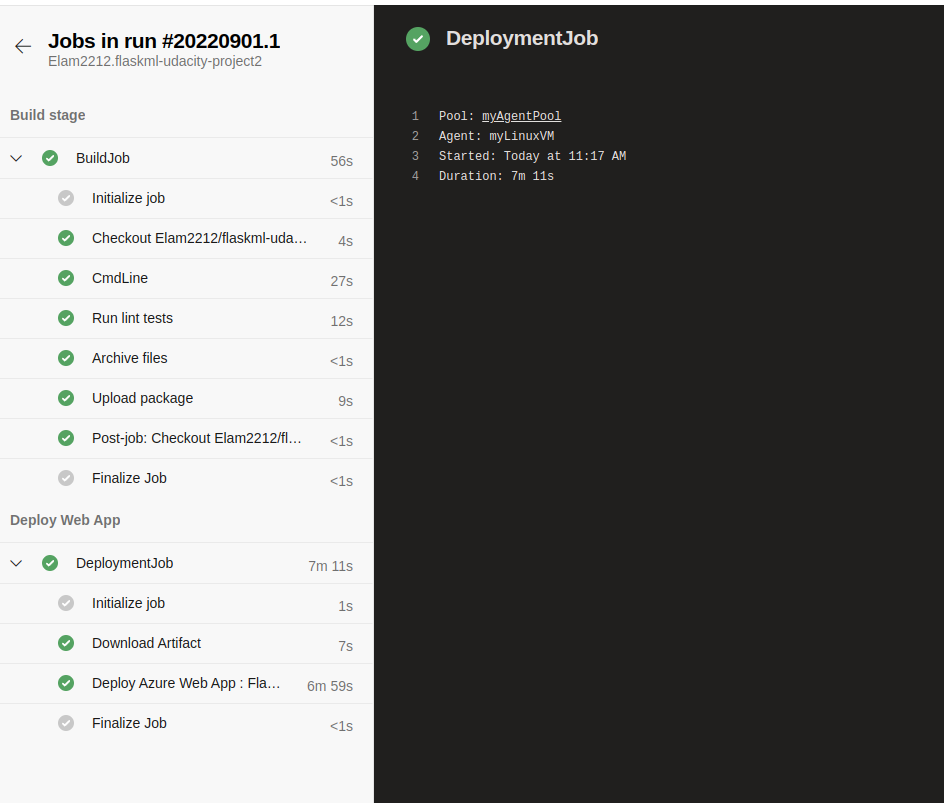 Jobs in run #20220901.1
Elam2212.flaskml-udacity-project2
Build stage
BuildJob 56s
Initialize job <1s
Checkout Elam2212/flaskml-uda… 4s
CmdLine 27s
Run lint tests 12s
Archive files <1s
Upload package 9s
Post-job: Checkout Elam2212/fl… <1s
Finalize Job <1s
Deploy Web App
DeploymentJob 7m 11s
Initialize job 1s
Download Artifact 7s
Deploy Azure Web App : Fla… 6m 59s
Finalize Job <1s
DeploymentJob
1 Pool: myAgentPool
2 Agent: myLinuxVM
3 Started: Today at 11:17 AM
4 Duration: 7m 11s